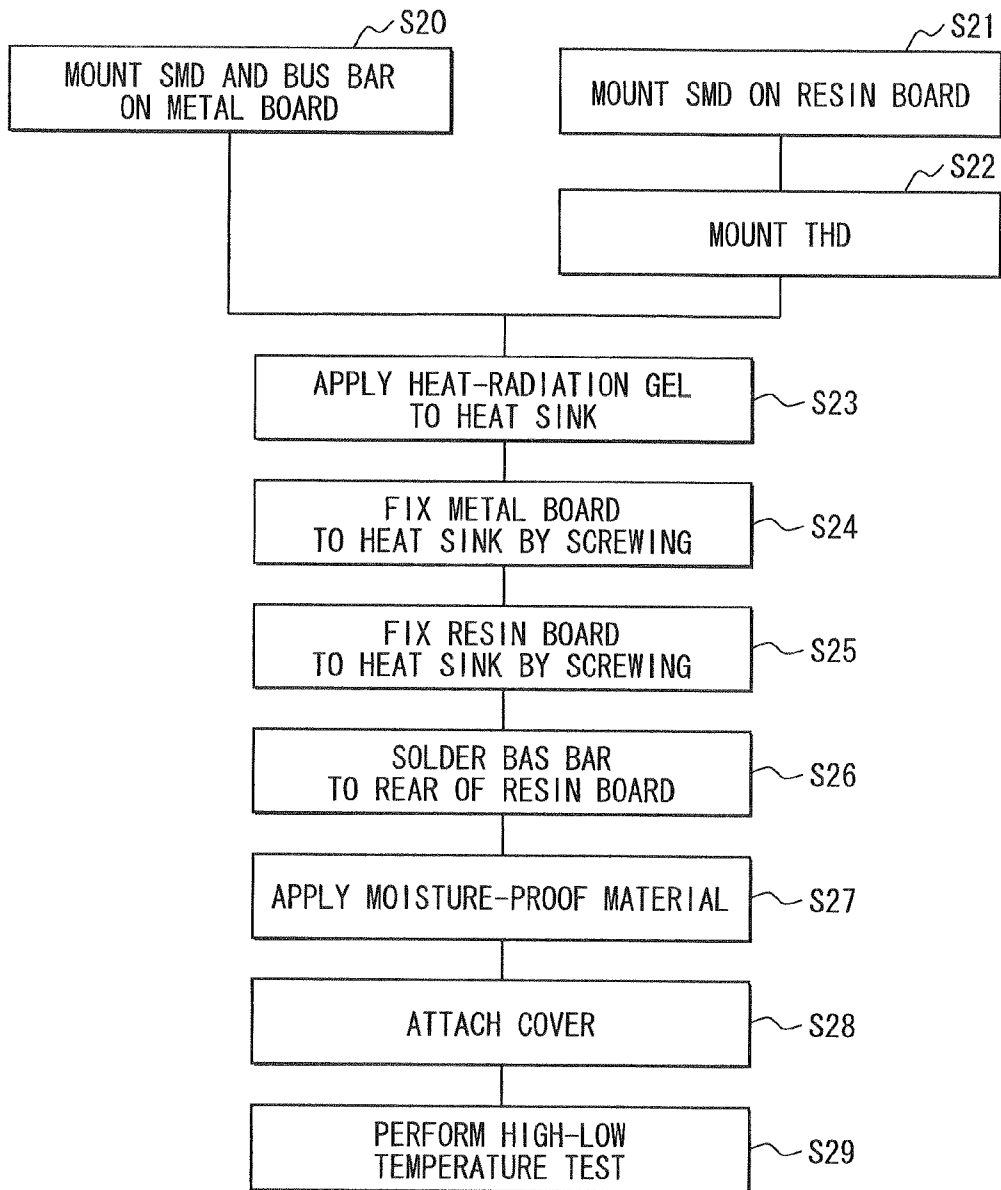 S20
MOUNT SMD AND BUS BAR
ON METAL BOARD
S21
MOUNT SMD ON RESIN BOARD
S22
MOUNT THD
APPLY HEAT-RADIATION GEL
TO HEAT SINK
S23
FIX METAL BOARD
TO HEAT SINK BY SCREWING
S24
FIX RESIN BOARD
TO HEAT SINK BY SCREWING
S25
SOLDER BAS BAR
TO REAR OF RESIN BOARD
S26
APPLY MOISTURE-PROOF MATERIAL
S27
ATTACH COVER
S28
PERFORM HIGH-LOW
TEMPERATURE TEST
S29